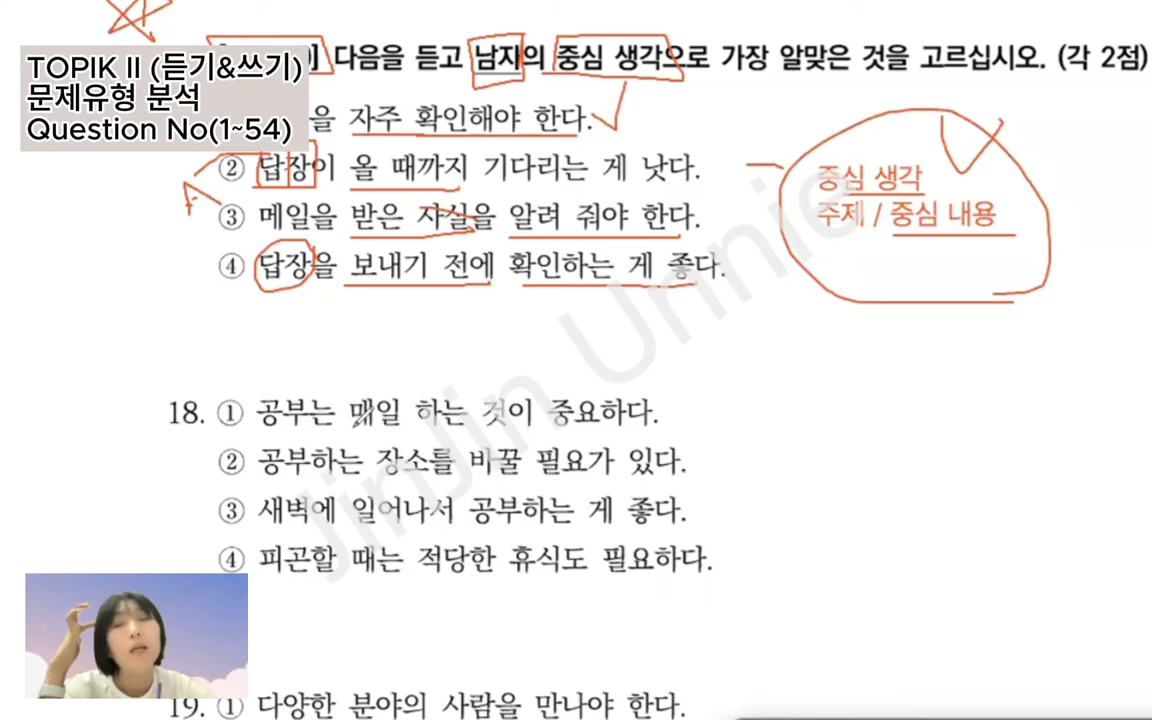 ] 다음을 듣고 남자의 중심 생각으로 가장 알맞은 것을 고르십시오. (각 2점)
TOPIK II (듣기&쓰기)
문제유형 분석
Question No(1~54)
을 자주 확인해야 한다.
② 답장이 올 때까지 기다리는 게 낫다.
③ 메일을 받은 사실을 알려 줘야 한다.
④ 답장을 보내기 전에 확인하는 게 좋다.
중심 생각
주제 / 중심 내용
JinJin Unnie
18. ① 공부는 매일 하는 것이 중요하다.
② 공부하는 장소를 바꿀 필요가 있다.
③ 새벽에 일어나서 공부하는 게 좋다.
④ 피곤할 때는 적당한 휴식도 필요하다.
19. ① 다양한 분야의 사람을 만나야 한다.